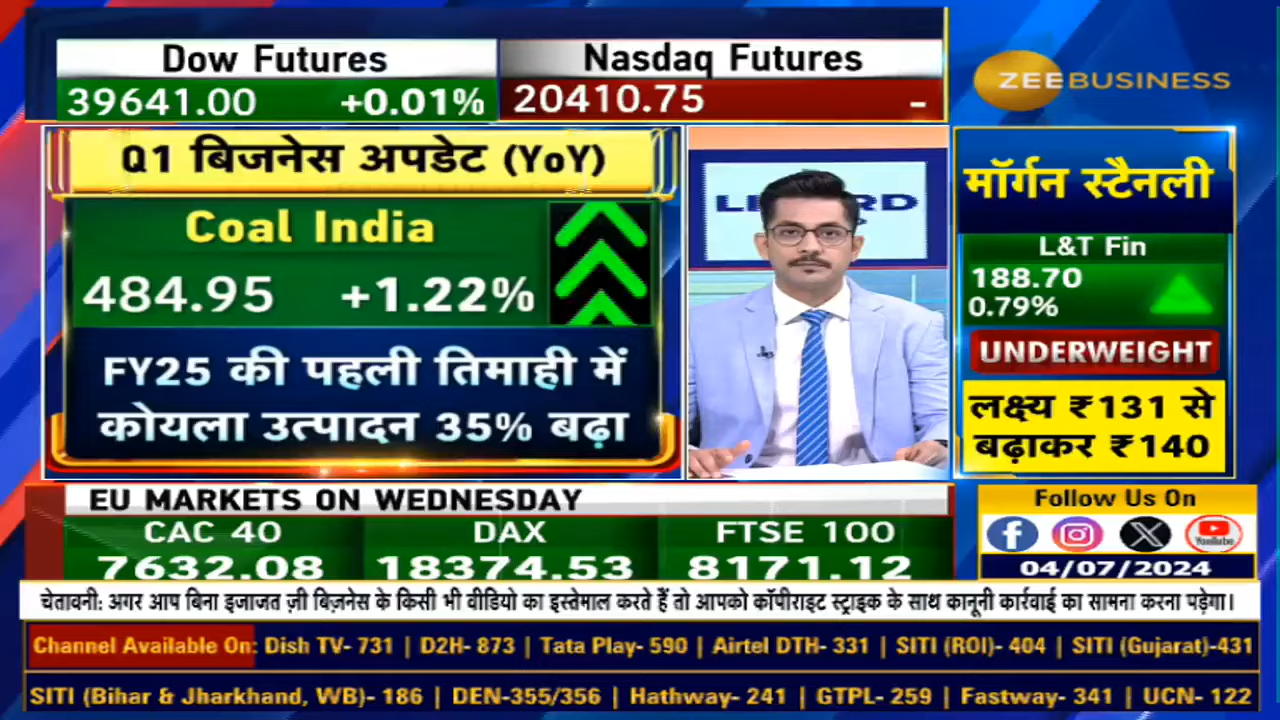 Dow Futures
39641.00 +0.01%
Nasdaq Futures
20410.75 -
ZEEBUSINESS
Q1 बिजनेस अपडेट (YoY)
Coal India
484.95 +1.22%
FY25 की पहली तिमाही में
कोयला उत्पादन 35% बढ़ा
मॉर्गन स्टैनली
L&T Fin
188.70
0.79%
UNDERWEIGHT
लक्ष्य ₹131 से
बढ़ाकर ₹140
EU MARKETS ON WEDNESDAY
CAC 40 DAX FTSE 100
7632.08 18374.53 8171.12
Follow Us On
YouTube
04/07/2024
चेतावनी: अगर आप बिना इजाजत ज़ी बिज़नेस के किसी भी वीडियो का इस्तेमाल करते हैं तो आपको कॉपीराइट स्ट्राइक के साथ कानूनी कार्रवाई का सामना करना पड़ेगा।
Channel Available On: Dish TV- 731 | D2H- 873 | Tata Play- 590 | Airtel DTH- 331 | SITI (ROI)- 404 | SITI (Gujarat)-431
SITI (Bihar & Jharkhand, WB)- 186 | DEN-355/356 | Hathway- 241 | GTPL- 259 | Fastway- 341 | UCN- 122